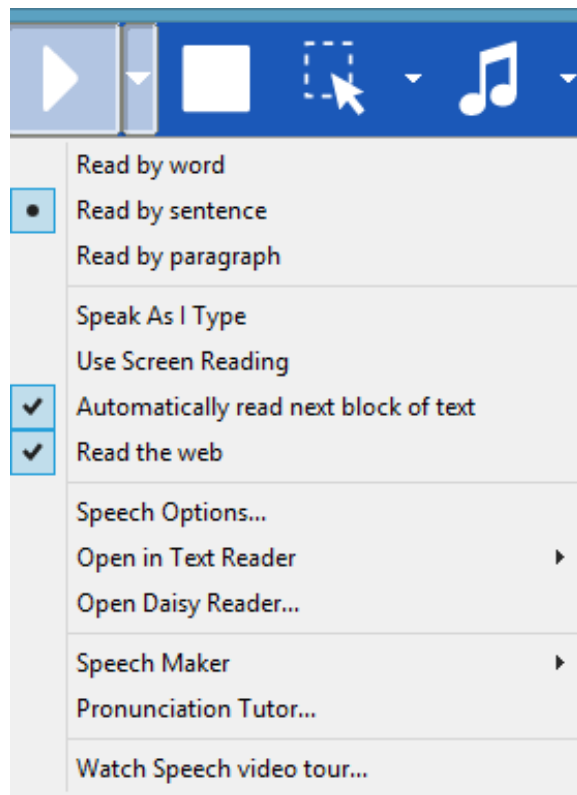 Read by word
Read by sentence
Read by paragraph
Speak As I Type
Use Screen Reading
Automatically read next block of text
Read the web
Speech Options...
Open in Text Reader
Open Daisy Reader...
Speech Maker
Pronunciation Tutor...
Watch Speech video tour...